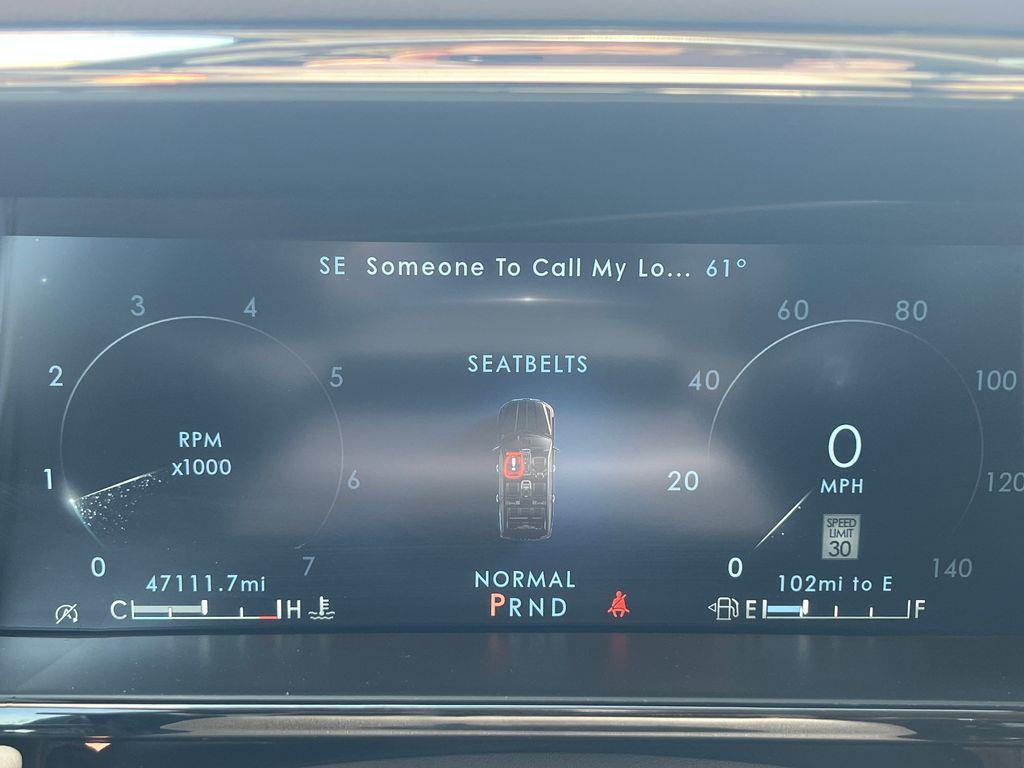 SE Someone To Call My Lo... 61°
3 4
2 5
1 6
0 7
RPM
x1000
SEATBELTS
60 80
40 100
20 120
0 140
0
MPH
SPEED
LIMIT
30
47111.7mi
NORMAL
PRND
102mi to E
C H
E F